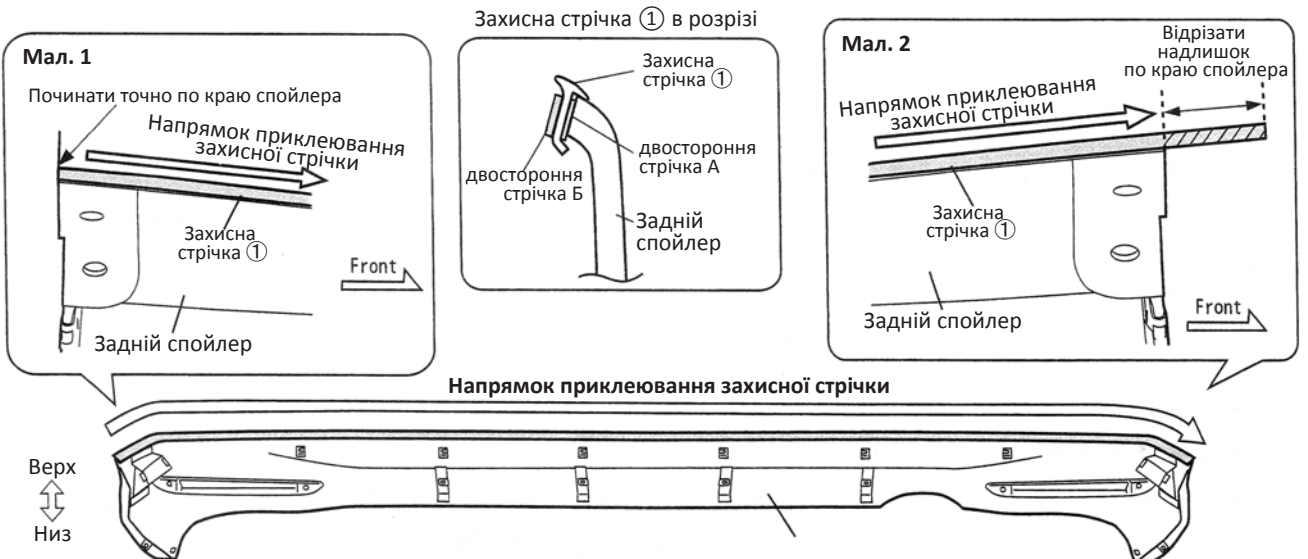 Захисна стрічка ① в розрізі
Мал. 1
Починати точно по краю спойлера
Напрямок приклеювання
захисної стрічки
Захисна
стрічка ①
Front
Задній спойлер
Захисна
стрічка ①
двостороння
стрічка А
двостороння
стрічка Б
Задній
спойлер
Мал. 2
Відрізати
надлишок
по краю спойлера
Напрямок приклеювання
захисної стрічки
Захисна
стрічка ①
Front
Задній спойлер
Напрямок приклеювання захисної стрічки
Верх
Низ